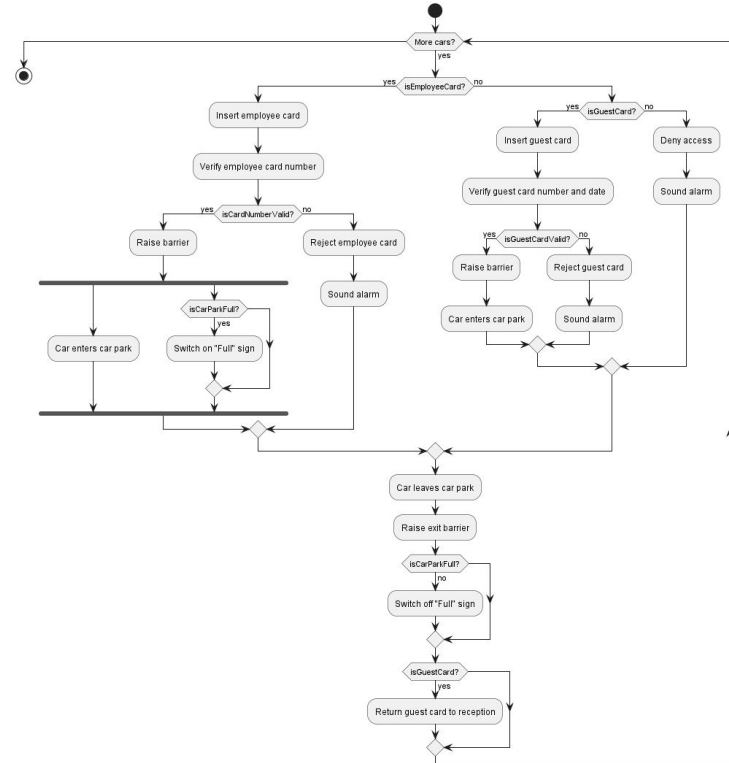 More cars?
yes
yes
isEmployeeCard?
no
Insert employee card
Verify employee card number
yes
isCardNumberValid?
no
Raise barrier
Reject employee card
Sound alarm
isCarParkFull?
yes
Car enters car park
Switch on "Full" sign
yes
isGuestCard?
no
Insert guest card
Deny access
Verify guest card number and date
Sound alarm
yes
isGuestCardValid?
no
Raise barrier
Reject guest card
Car enters car park
Sound alarm
Car leaves car park
Raise exit barrier
isCarParkFull?
no
Switch off "Full" sign
isGuestCard?
yes
Return guest card to reception